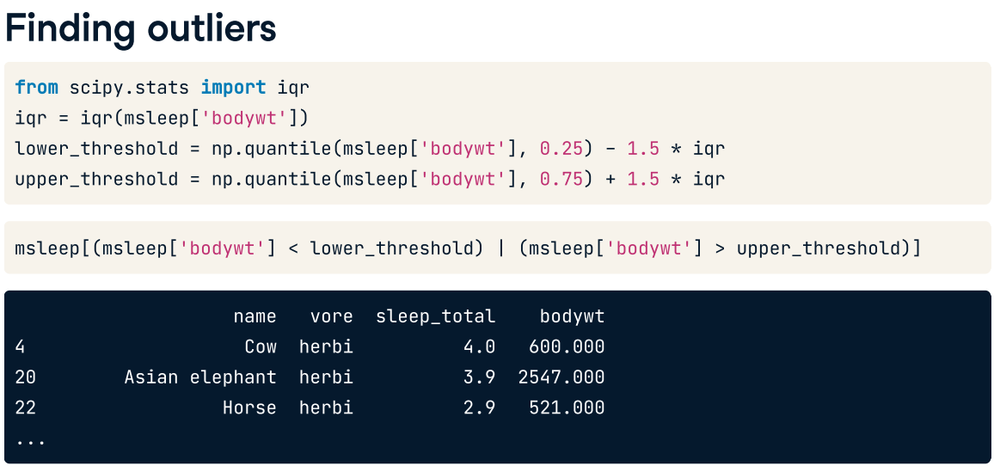 Finding outliers
from scipy.stats import iqr
iqr = iqr(msleep['bodywt'])
lower_threshold = np.quantile(msleep['bodywt'], 0.25) - 1.5 * iqr
upper_threshold = np.quantile(msleep['bodywt'], 0.75) + 1.5 * iqr
msleep[(msleep['bodywt'] < lower_threshold) | (msleep['bodywt'] > upper_threshold)]
name vore sleep_total bodywt
4 Cow herbi 4.0 600.000
20 Asian elephant herbi 3.9 2547.000
22 Horse herbi 2.9 521.000
...